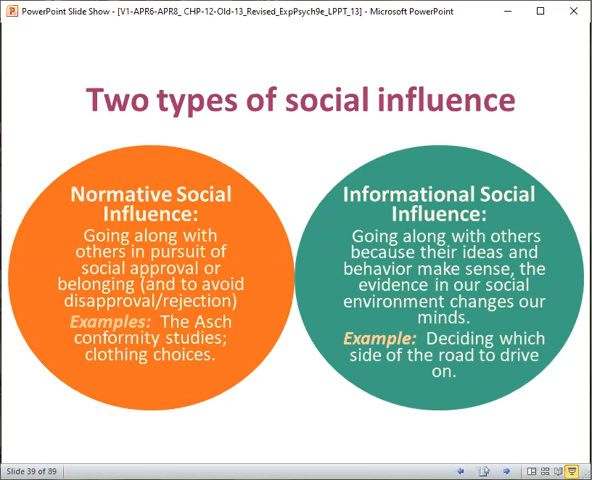 PowerPoint Slide Show - [V1-APR6-APR8_ CHP-12-Old-13_Revised_ExpPsych9e_LPPT_13] - Microsoft PowerPoint
Two types of social influence
Normative Social
Influence:
Going along with
others in pursuit of
social approval or
belonging (and to avoid
disapproval/rejection)
Examples: The Asch
conformity studies;
clothing choices.
Informational Social
Influence:
Going along with others
because their ideas and
behavior make sense, the
evidence in our social
environment changes our
minds.
Example: Deciding which
side of the road to drive
on.
Slide 39 of 89